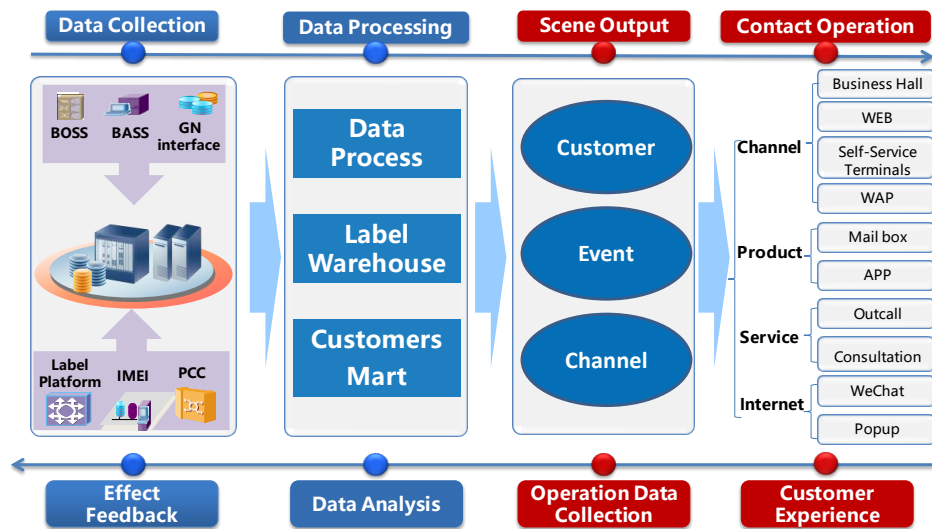 Data Collection
Data Processing
Scene Output
Contact Operation
BOSS
BASS
GN
interface
Label
Platform
IMEI
PCC
Data
Process
Label
Warehouse
Customers
Mart
Customer
Event
Channel
Channel
Business Hall
WEB
Self-Service
Terminals
WAP
Product
Mail box
APP
Service
Outcall
Consultation
Internet
WeChat
Popup
Effect
Feedback
Data Analysis
Operation Data
Collection
Customer
Experience